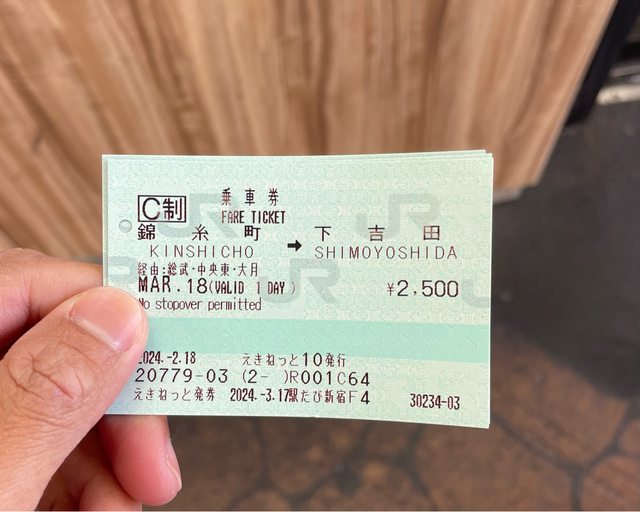 C制 乗車券
FARE TICKET
錦糸町 → 下吉田
KINSHICHO SHIMOYOSHIDA
経由:総武・中央東・大月
MAR.18(VALID 1 DAY) ¥2,500
No stopover permitted
2024.-2.18 えきねっと10発行
20779-03 (2- )R001C64
えきねっと発券 2024.-3.17駅たび新宿F4 30234-03